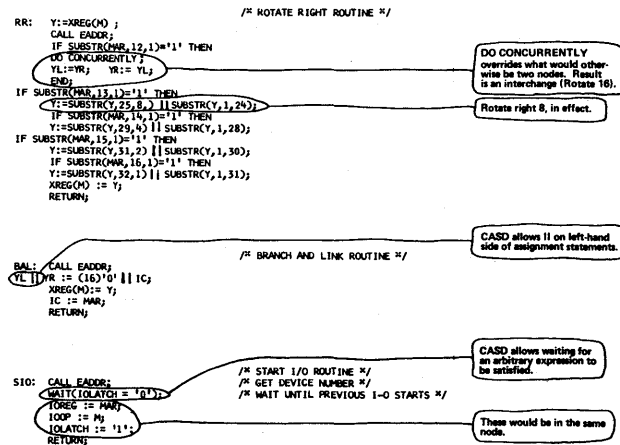 /* ROTATE RIGHT ROUTINE */
RR: Y:=XREG(M) ;
CALL EADDR;
IF SUBSTR(MAR,12,1)='1' THEN
DO CONCURRENTLY;
YL:=YR; YR:= YL;
END;
DO CONCURRENTLY
overrides what would other-
wise be two nodes. Result
is an interchange (Rotate 16).
IF SUBSTR(MAR,13,1)='1' THEN
Y:=SUBSTR(Y,25,8,) ||SUBSTR(Y,1,24);
Rotate right 8, in effect.
IF SUBSTR(MAR,14,1)='1' THEN
Y:=SUBSTR(Y,29,4) || SUBSTR(Y,1,28);
IF SUBSTR(MAR,15,1)='1' THEN
Y:=SUBSTR(Y,31,2) ||SUBSTR(Y,1,30);
IF SUBSTR(MAR,16,1)='1' THEN
Y:=SUBSTR(Y,32,1)|| SUBSTR(Y,1,31);
XREG(M) := Y;
RETURN;
CASD allows || on left-hand
side of assignment statements.
/* BRANCH AND LINK ROUTINE */
BAL: CALL EADDR;
YL || YR := (16)'0' || IC;
XREG(M):= Y;
IC := MAR;
RETURN;
CASD allows waiting for
an arbitrary expression to
be satisfied.
/* START I/O ROUTINE */
SIO: CALL EADDR; /* GET DEVICE NUMBER */
WAIT(IOLATCH = '0'); /* WAIT UNTIL PREVIOUS I-O STARTS */
IOREG := MAR;
IOOP := M;
IOLATCH := '1';
RETURN;
These would be in the same
node.